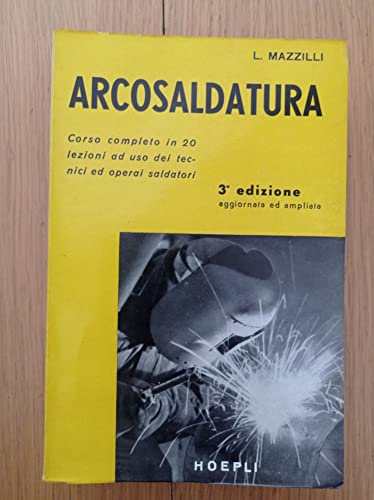 L. MAZZILLI
ARCOSALDATURA
Corso completo in 20
lezioni ad uso dei tec-
nici ed operai saldatori
3ª edizione
aggiornata ed ampliata
HOEPLI